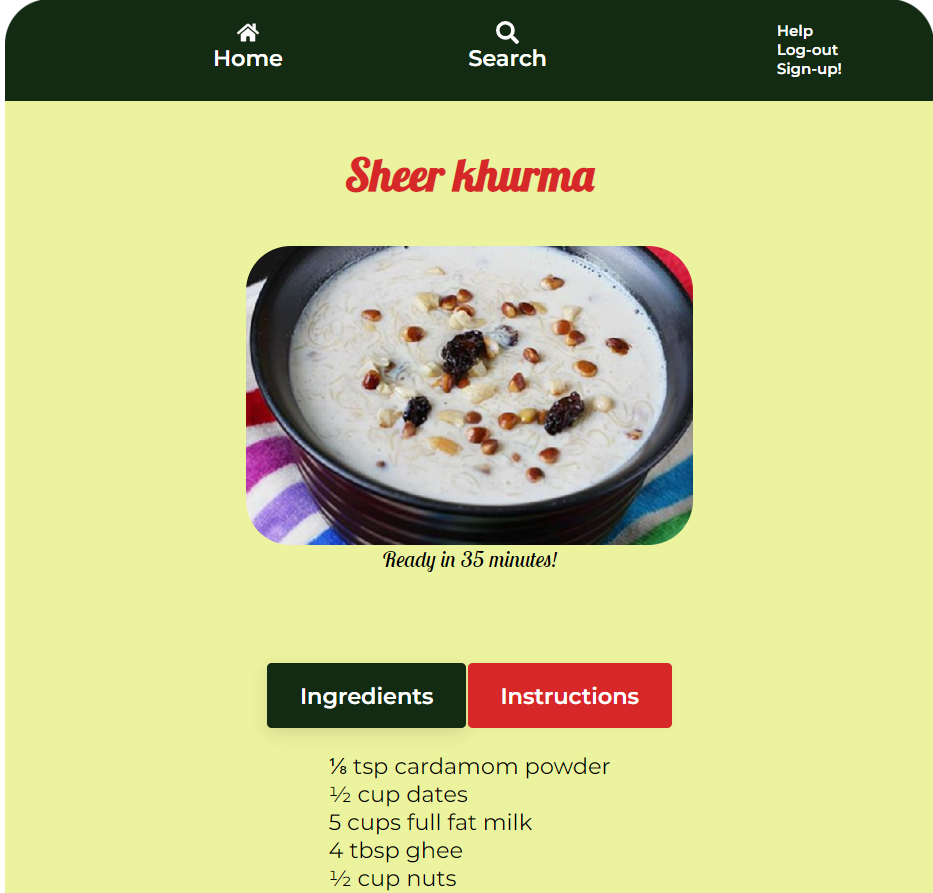 Home
Search
Help
Log-out
Sign-up!
Sheer khurma
Ready in 35 minutes!
Ingredients
Instructions
⅛ tsp cardamom powder
½ cup dates
5 cups full fat milk
4 tbsp ghee
½ cup nuts